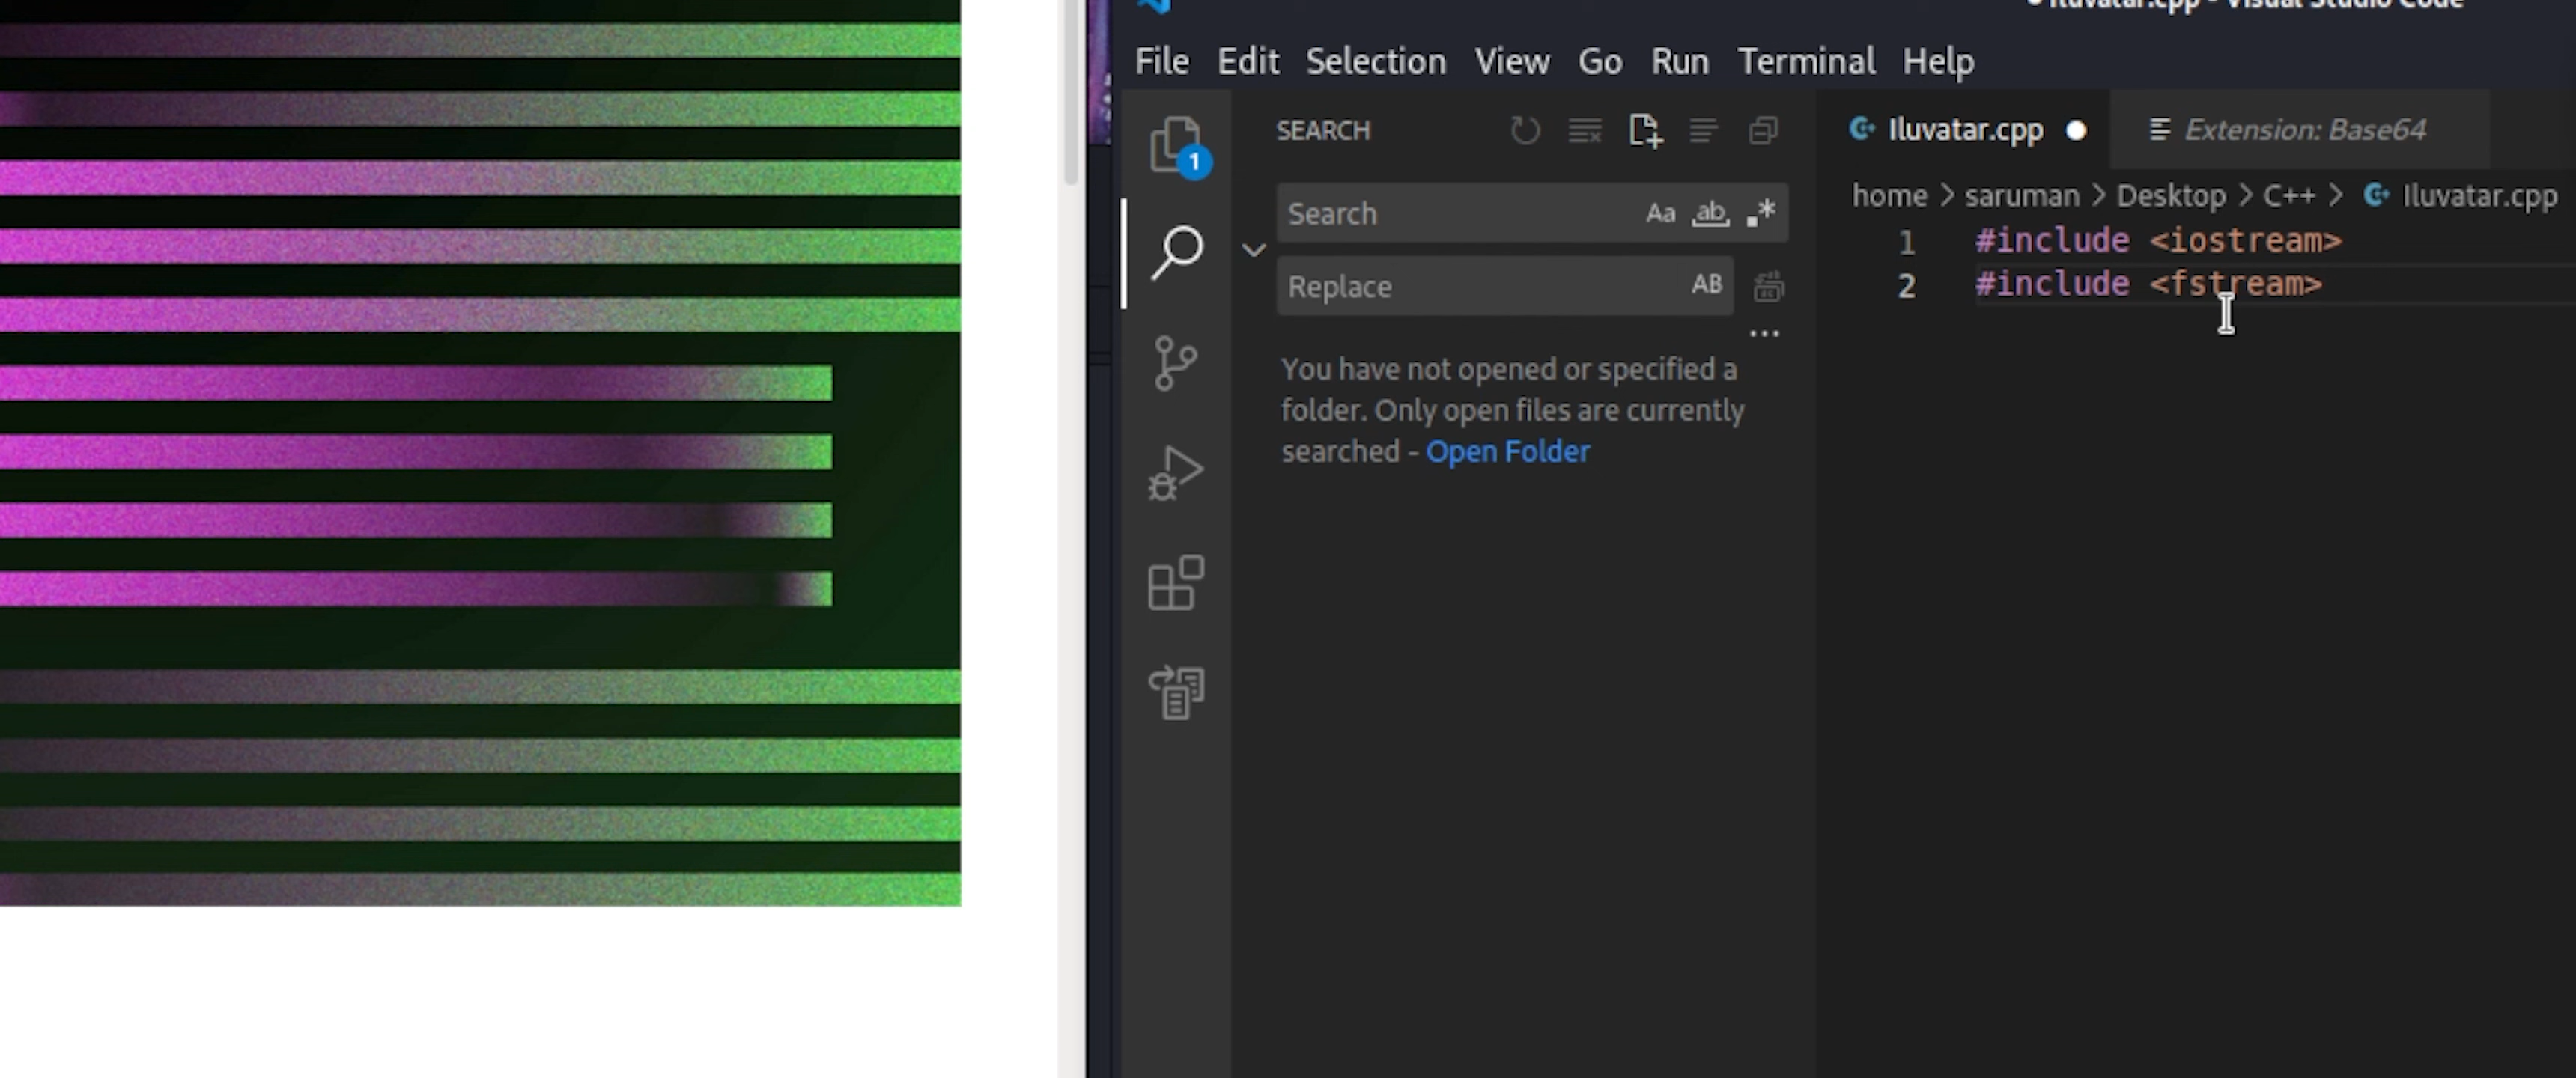 Iluvatar.cpp - Visual Studio Code
File Edit Selection View Go Run Terminal Help
1
SEARCH
Iluvatar.cpp
Extension: Base64
Search
Aa ab .*
Replace
AB
...
You have not opened or specified a
folder. Only open files are currently
searched - Open Folder
home > saruman > Desktop > C++ > Iluvatar.cpp
1 #include <iostream>
2 #include <fstream>